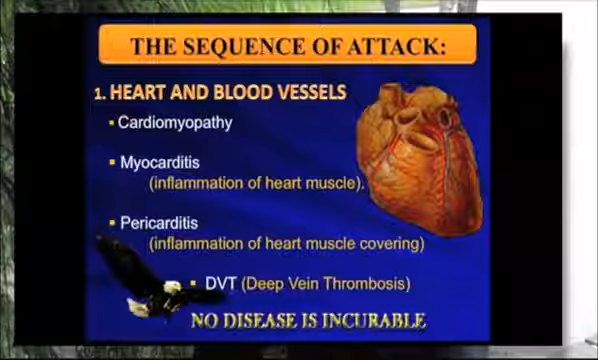 THE SEQUENCE OF ATTACK:
1. HEART AND BLOOD VESSELS
▪ Cardiomyopathy
▪ Myocarditis
(inflammation of heart muscle).
▪ Pericarditis
(inflammation of heart muscle covering)
▪ DVT (Deep Vein Thrombosis)
NO DISEASE IS INCURABLE